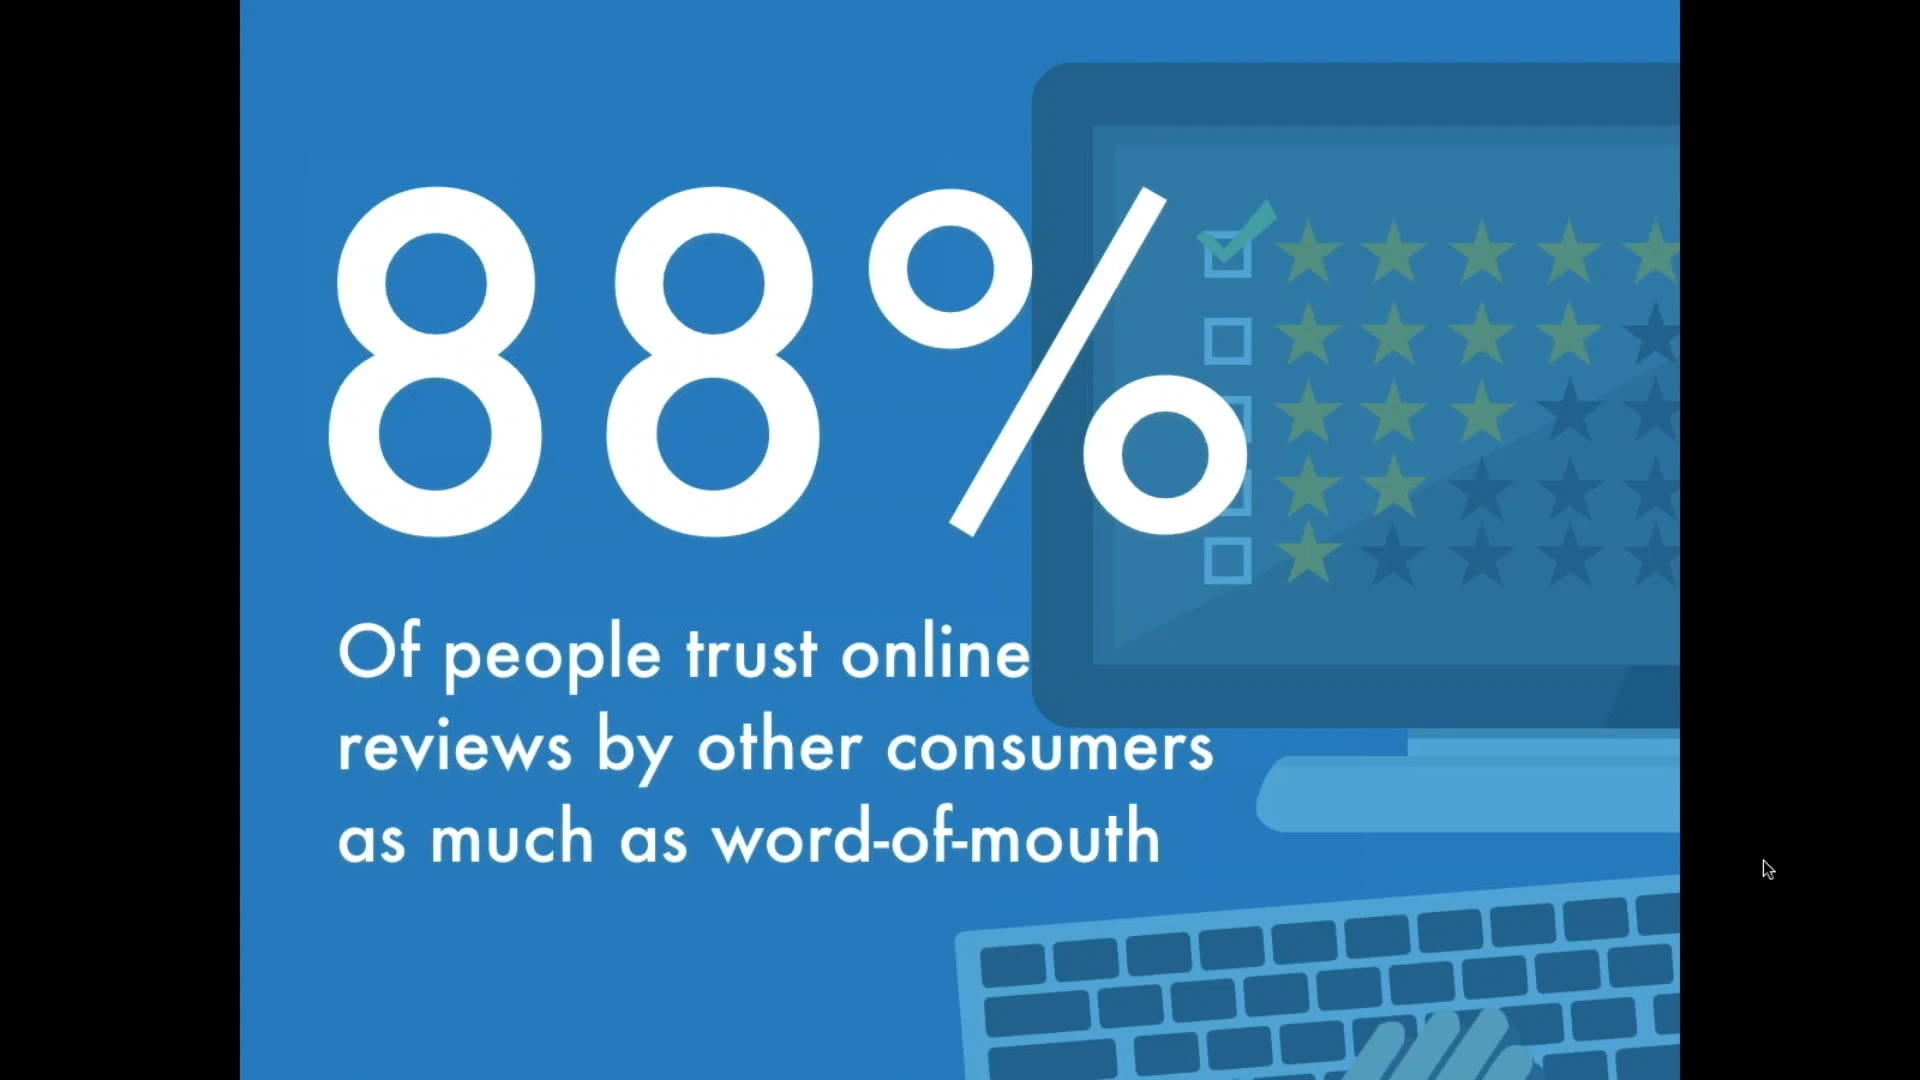 88%
Of people trust online
reviews by other consumers
as much as word-of-mouth